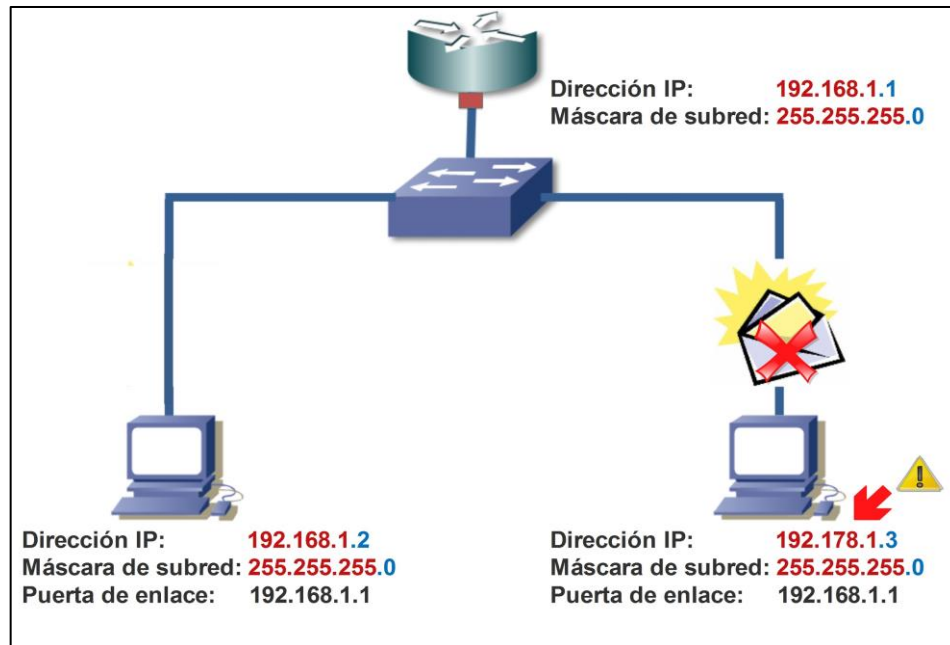 Dirección IP: 192.168.1.1
Máscara de subred: 255.255.255.0
Dirección IP: 192.168.1.2
Máscara de subred: 255.255.255.0
Puerta de enlace: 192.168.1.1
Dirección IP: 192.178.1.3
Máscara de subred: 255.255.255.0
Puerta de enlace: 192.168.1.1